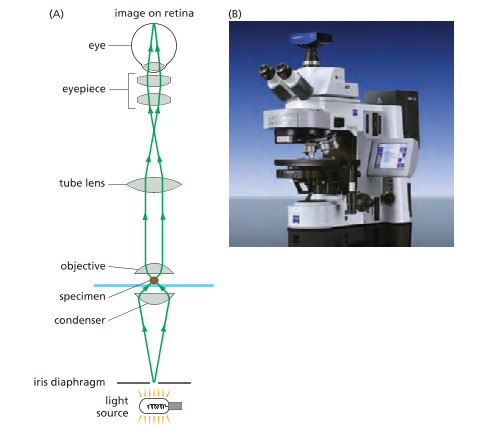 (A)
image on retina
eye
eyepiece
tube lens
objective
specimen
condenser
iris diaphragm
light
source
(B)